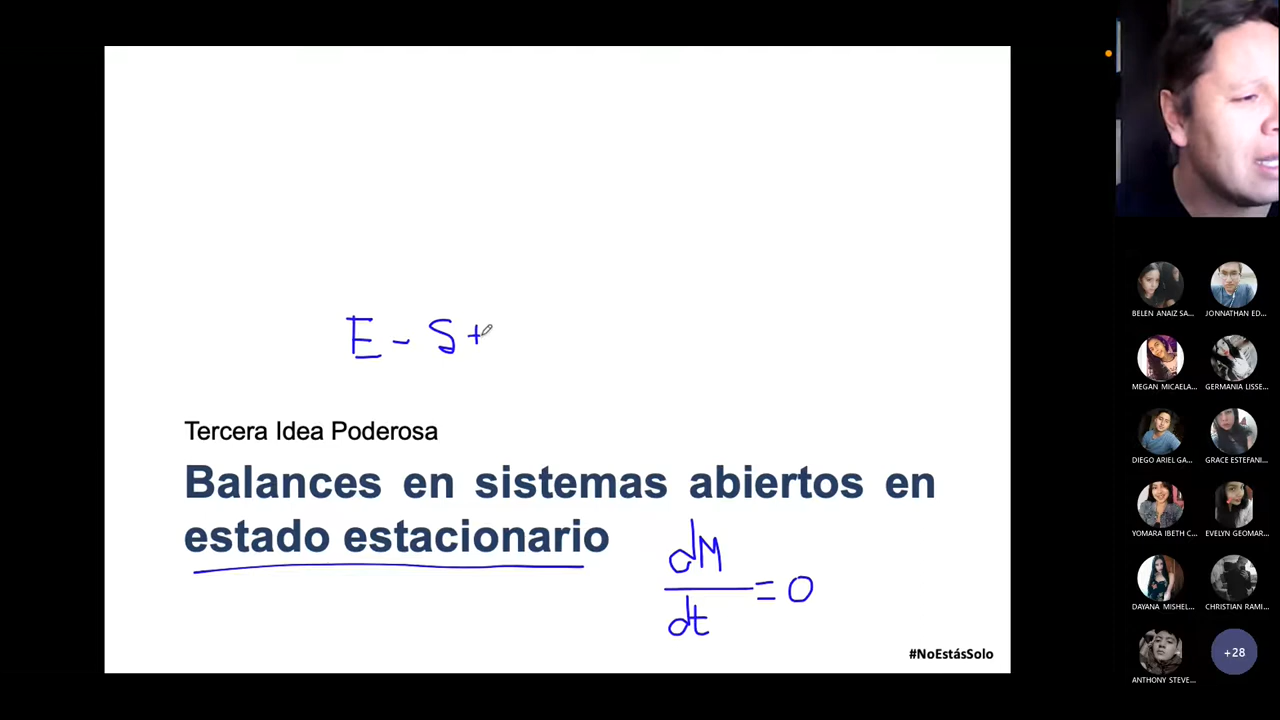 E - S +
Tercera Idea Poderosa
Balances en sistemas abiertos en
estado estacionario
dM
dt
= 0
#NoEstásSolo
BELEN ANAIZ SA...
JONNATHAN ED...
MEGAN MICAELA...
GERMANIA LISSE...
DIEGO ARIEL GA...
GRACE ESTEFANI...
YOMARA IBETH C...
EVELYN GEOMAR...
DAYANA MISHEL...
CHRISTIAN RAMI...
ANTHONY STEVE...
+28